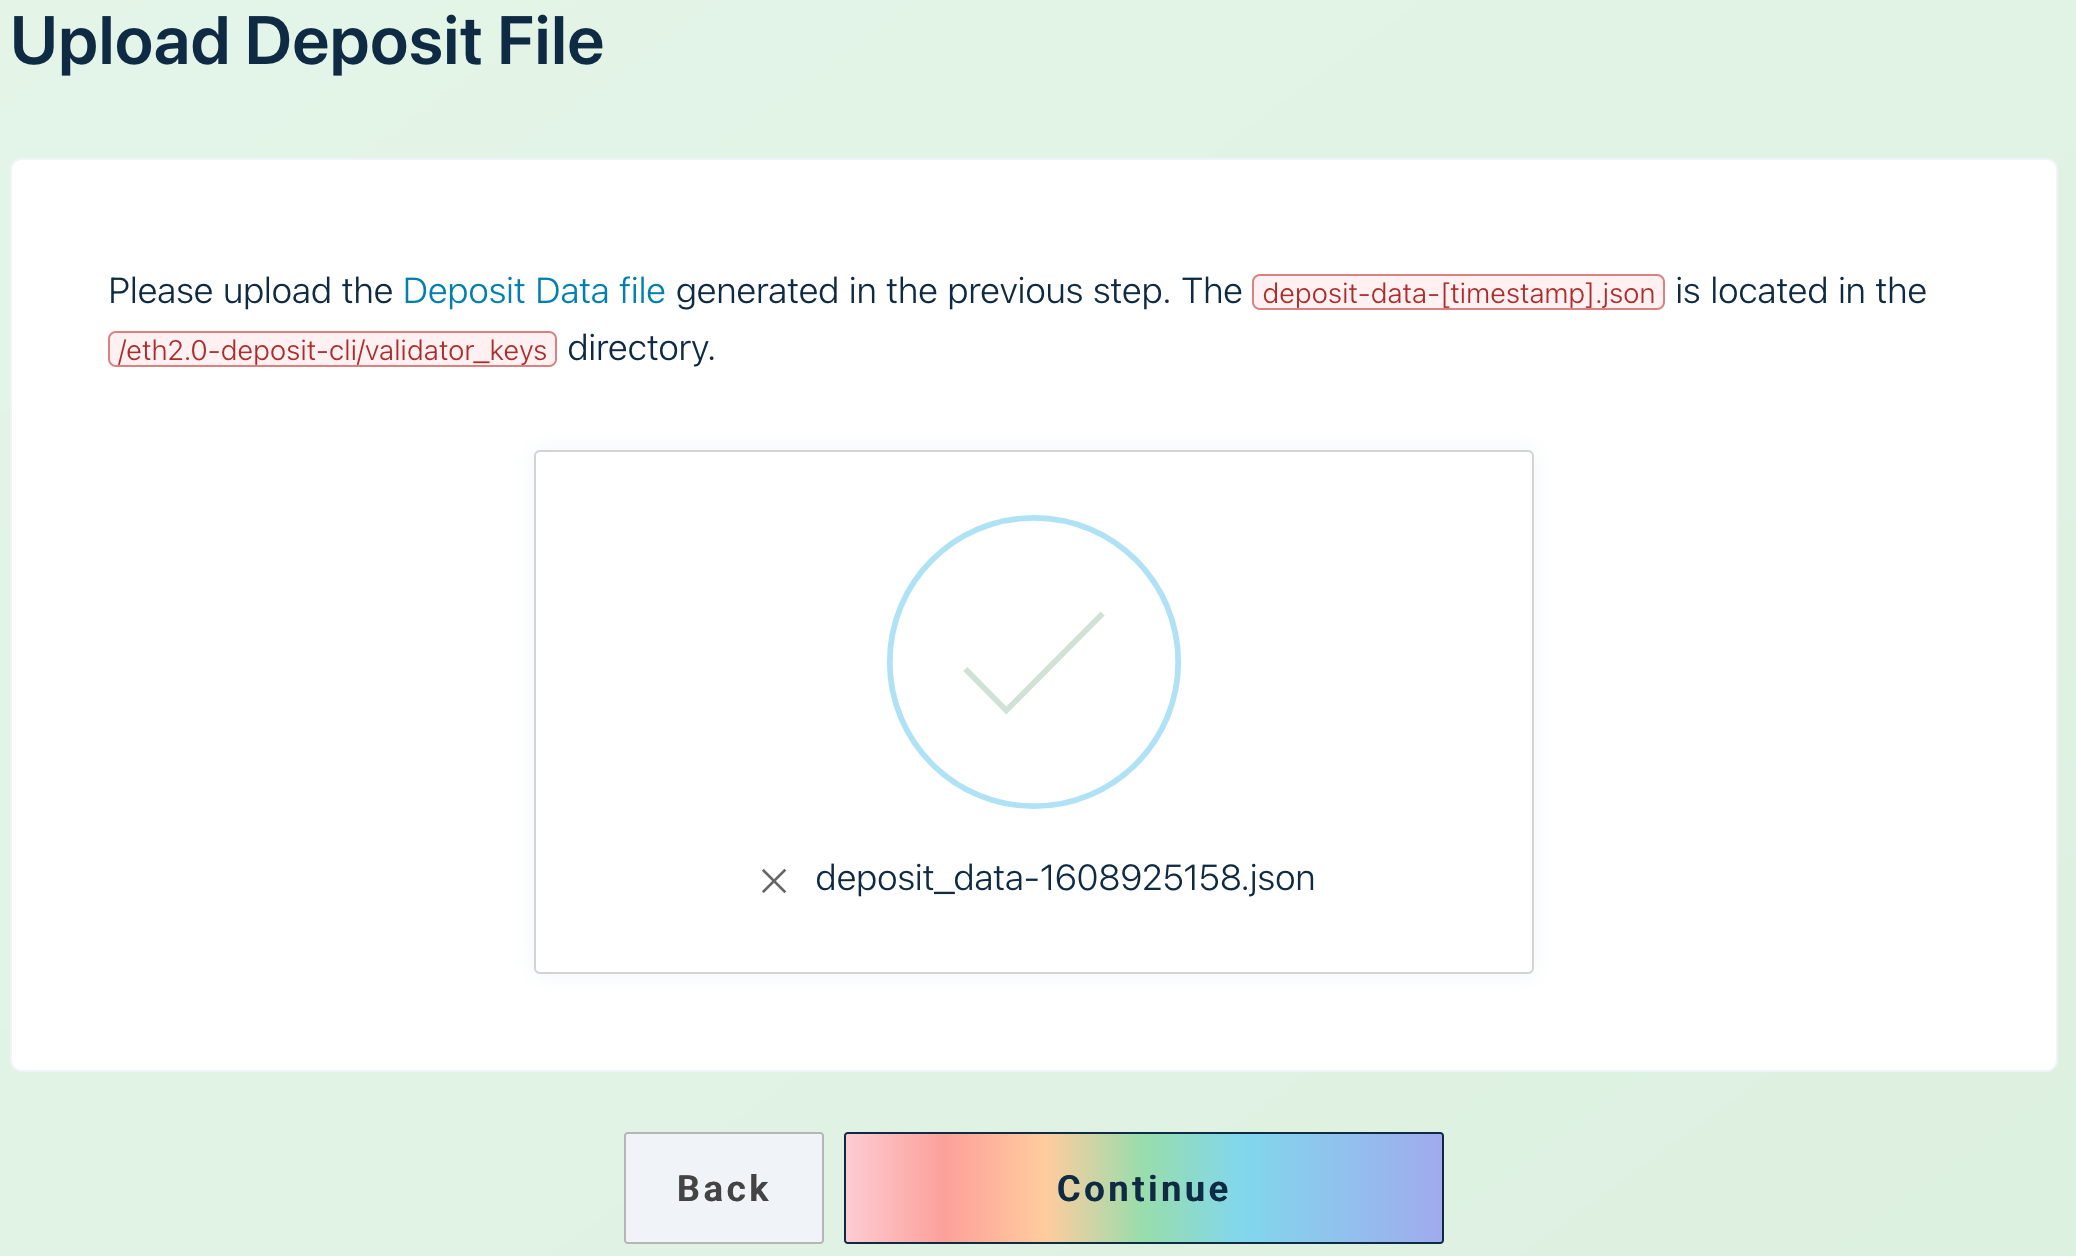 Upload Deposit File
Please upload the Deposit Data file generated in the previous step. The deposit-data-[timestamp].json is located in the
/eth2.0-deposit-cli/validator_keys directory.
deposit_data-1608925158.json
Back
Continue